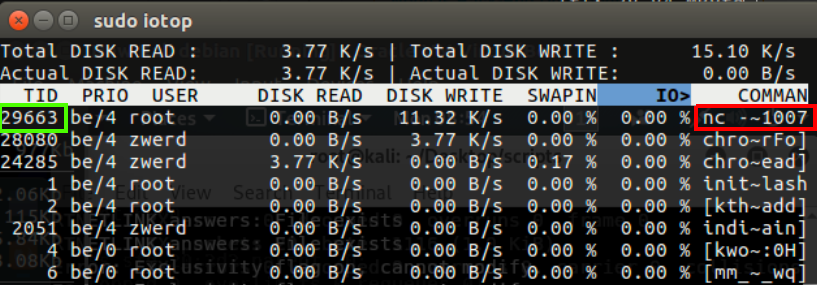 sudo iotop
Total DISK READ : 3.77 K/s | Total DISK WRITE : 15.10 K/s
Actual DISK READ: 3.77 K/s | Actual DISK WRITE: 0.00 B/s
TID PRIO USER DISK READ DISK WRITE SWAPIN IO> COMMAN
29663 be/4 root 0.00 B/s 11.32 K/s 0.00 % 0.00 % nc -~1007
28080 be/4 zwerd 0.00 B/s 3.77 K/s 0.00 % 0.00 % chro~rFo]
24285 be/4 zwerd 3.77 K/s 0.00 B/s 0.17 % 0.00 % chro~ead]
1 be/4 root 0.00 B/s 0.00 B/s 0.00 % 0.00 % init~lash
2 be/4 root 0.00 B/s 0.00 B/s 0.00 % 0.00 % [kth~add]
2051 be/4 zwerd 0.00 B/s 0.00 B/s 0.00 % 0.00 % indi~ain]
4 be/0 root 0.00 B/s 0.00 B/s 0.00 % 0.00 % [kwo~:0H]
6 be/0 root 0.00 B/s 0.00 B/s 0.00 % 0.00 % [mm_~_wq]